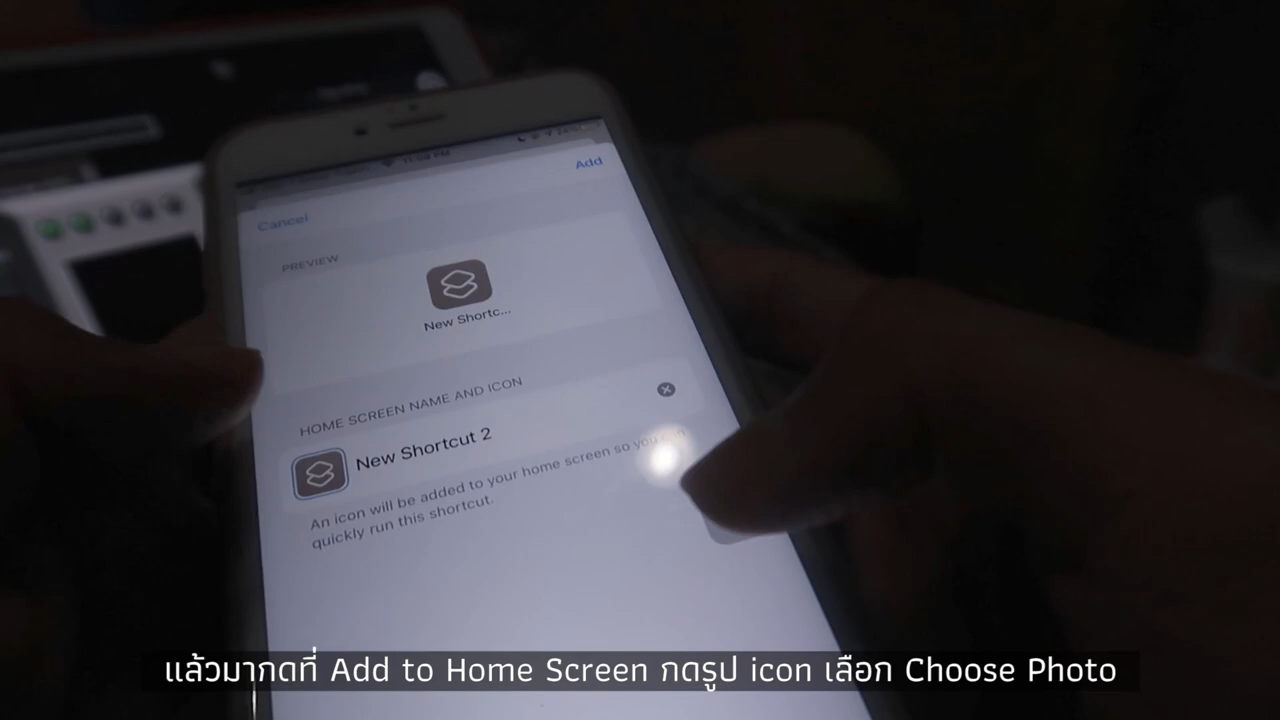 Add
Cancel
PREVIEW
New Shortc...
HOME SCREEN NAME AND ICON
New Shortcut 2
An icon will be added to your home screen so you can
quickly run this shortcut.
แล้วมากดที่ Add to Home Screen กดรูป icon เลือก Choose Photo